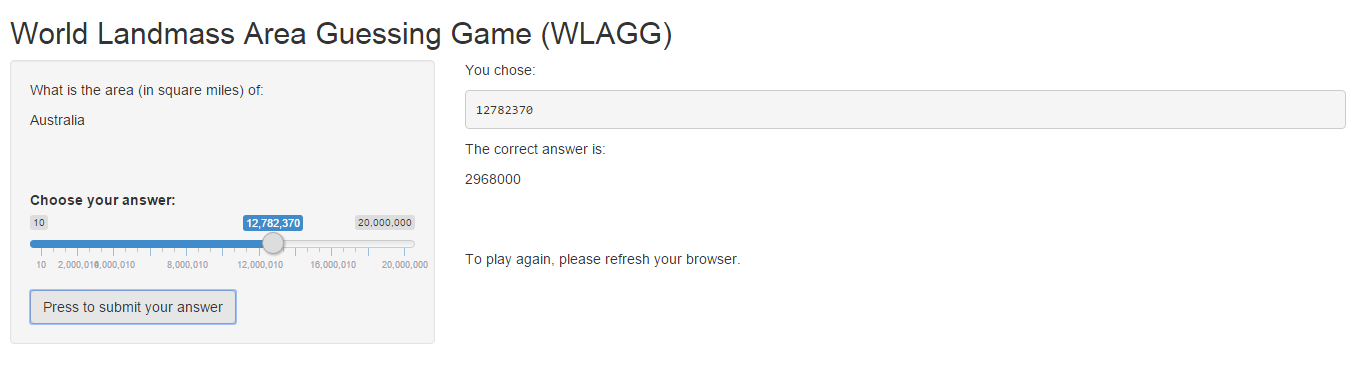 World Landmass Area Guessing Game (WLAGG)
What is the area (in square miles) of:
Australia
Choose your answer:
10 12,782,370 20,000,000
10 2,000,010 4,000,010 8,000,010 12,000,010 16,000,010 20,000,000
Press to submit your answer
You chose:
12782370
The correct answer is:
2968000
To play again, please refresh your browser.